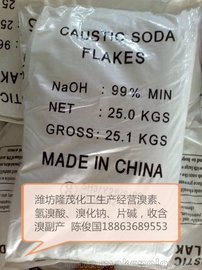 CAUSTIC SODA
FLAKES
NaOH : 99% MIN
NET : 25.0 KGS
GROSS: 25.1 KGS
MADE IN CHINA
潍坊隆茂化工生产经营溴素、
氢溴酸、溴化钠、片碱，收含
溴副产 陈俊国18863689553